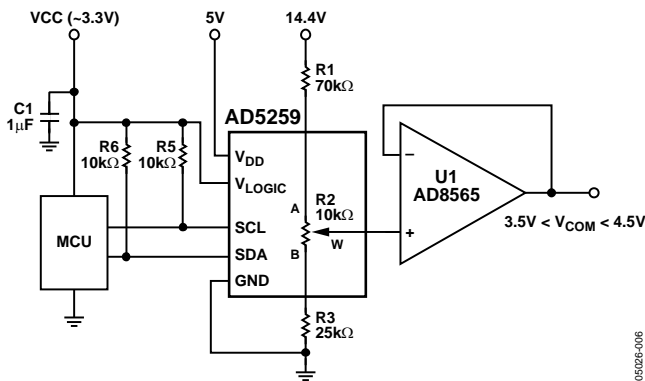 VCC (~3.3V)
5V
14.4V
R1
70kΩ
C1
1µF
AD5259
R6
10kΩ
R5
10kΩ
VDD
VLOGIC
SCL
SDA
GND
MCU
A
R2
10kΩ
B
W
R3
25kΩ
–
+
U1
AD8565
3.5V < VCOM < 4.5V
05026-006